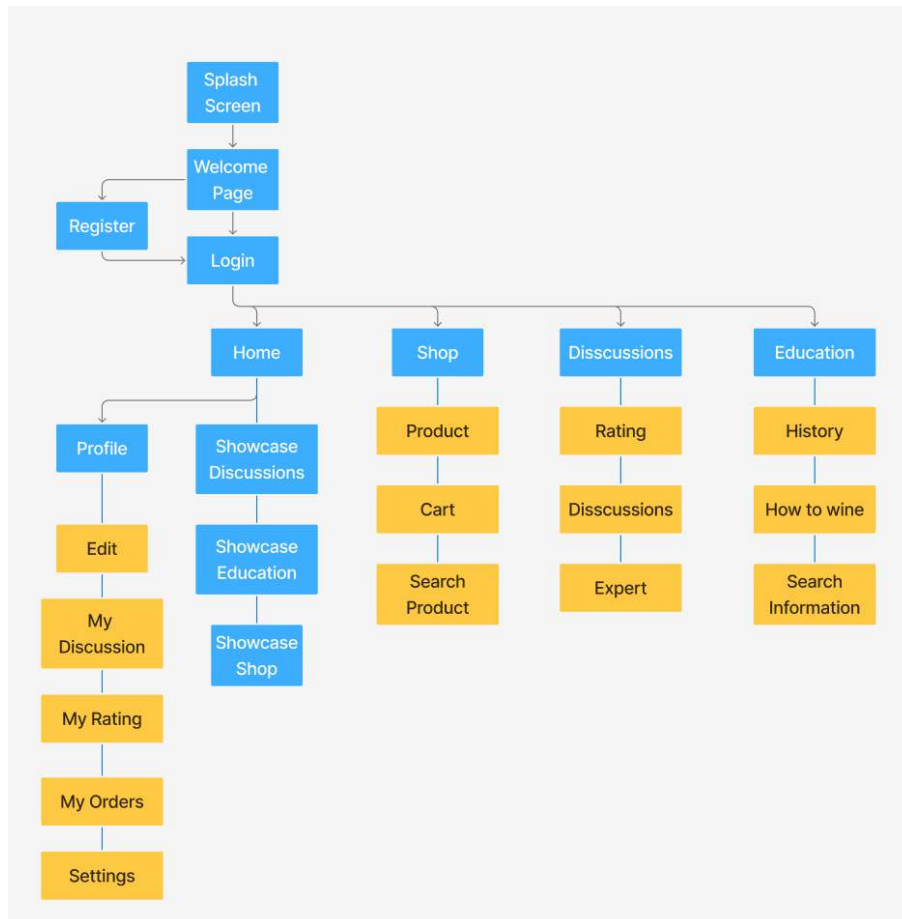 Splash
Screen
Welcome
Page
Register
Login
Home
Shop
Disscussions
Education
Profile
Showcase
Discussions
Showcase
Education
Showcase
Shop
Edit
My
Discussion
My Rating
My Orders
Settings
Product
Cart
Search
Product
Rating
Disscussions
Expert
History
How to wine
Search
Information